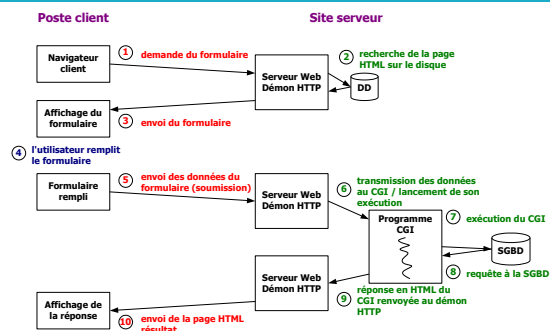 Poste client
Site serveur
1
demande du formulaire
Navigateur
client
Serveur Web
Démon HTTP
2
recherche de la page
HTML sur le disque
DD
Affichage du
formulaire
3
envoi du formulaire
4
l'utilisateur remplit
le formulaire
Formulaire
rempli
5
envoi des données du
formulaire (soumission)
Serveur Web
Démon HTTP
6
transmission des données
au CGI / lancement de son
exécution
Programme
CGI
7
exécution du CGI
SGBD
8
requête à la SGBD
Serveur Web
Démon HTTP
9
réponse en HTML du
CGI renvoyée au démon
HTTP
Affichage de
la réponse
10
envoi de la page HTML
résultat